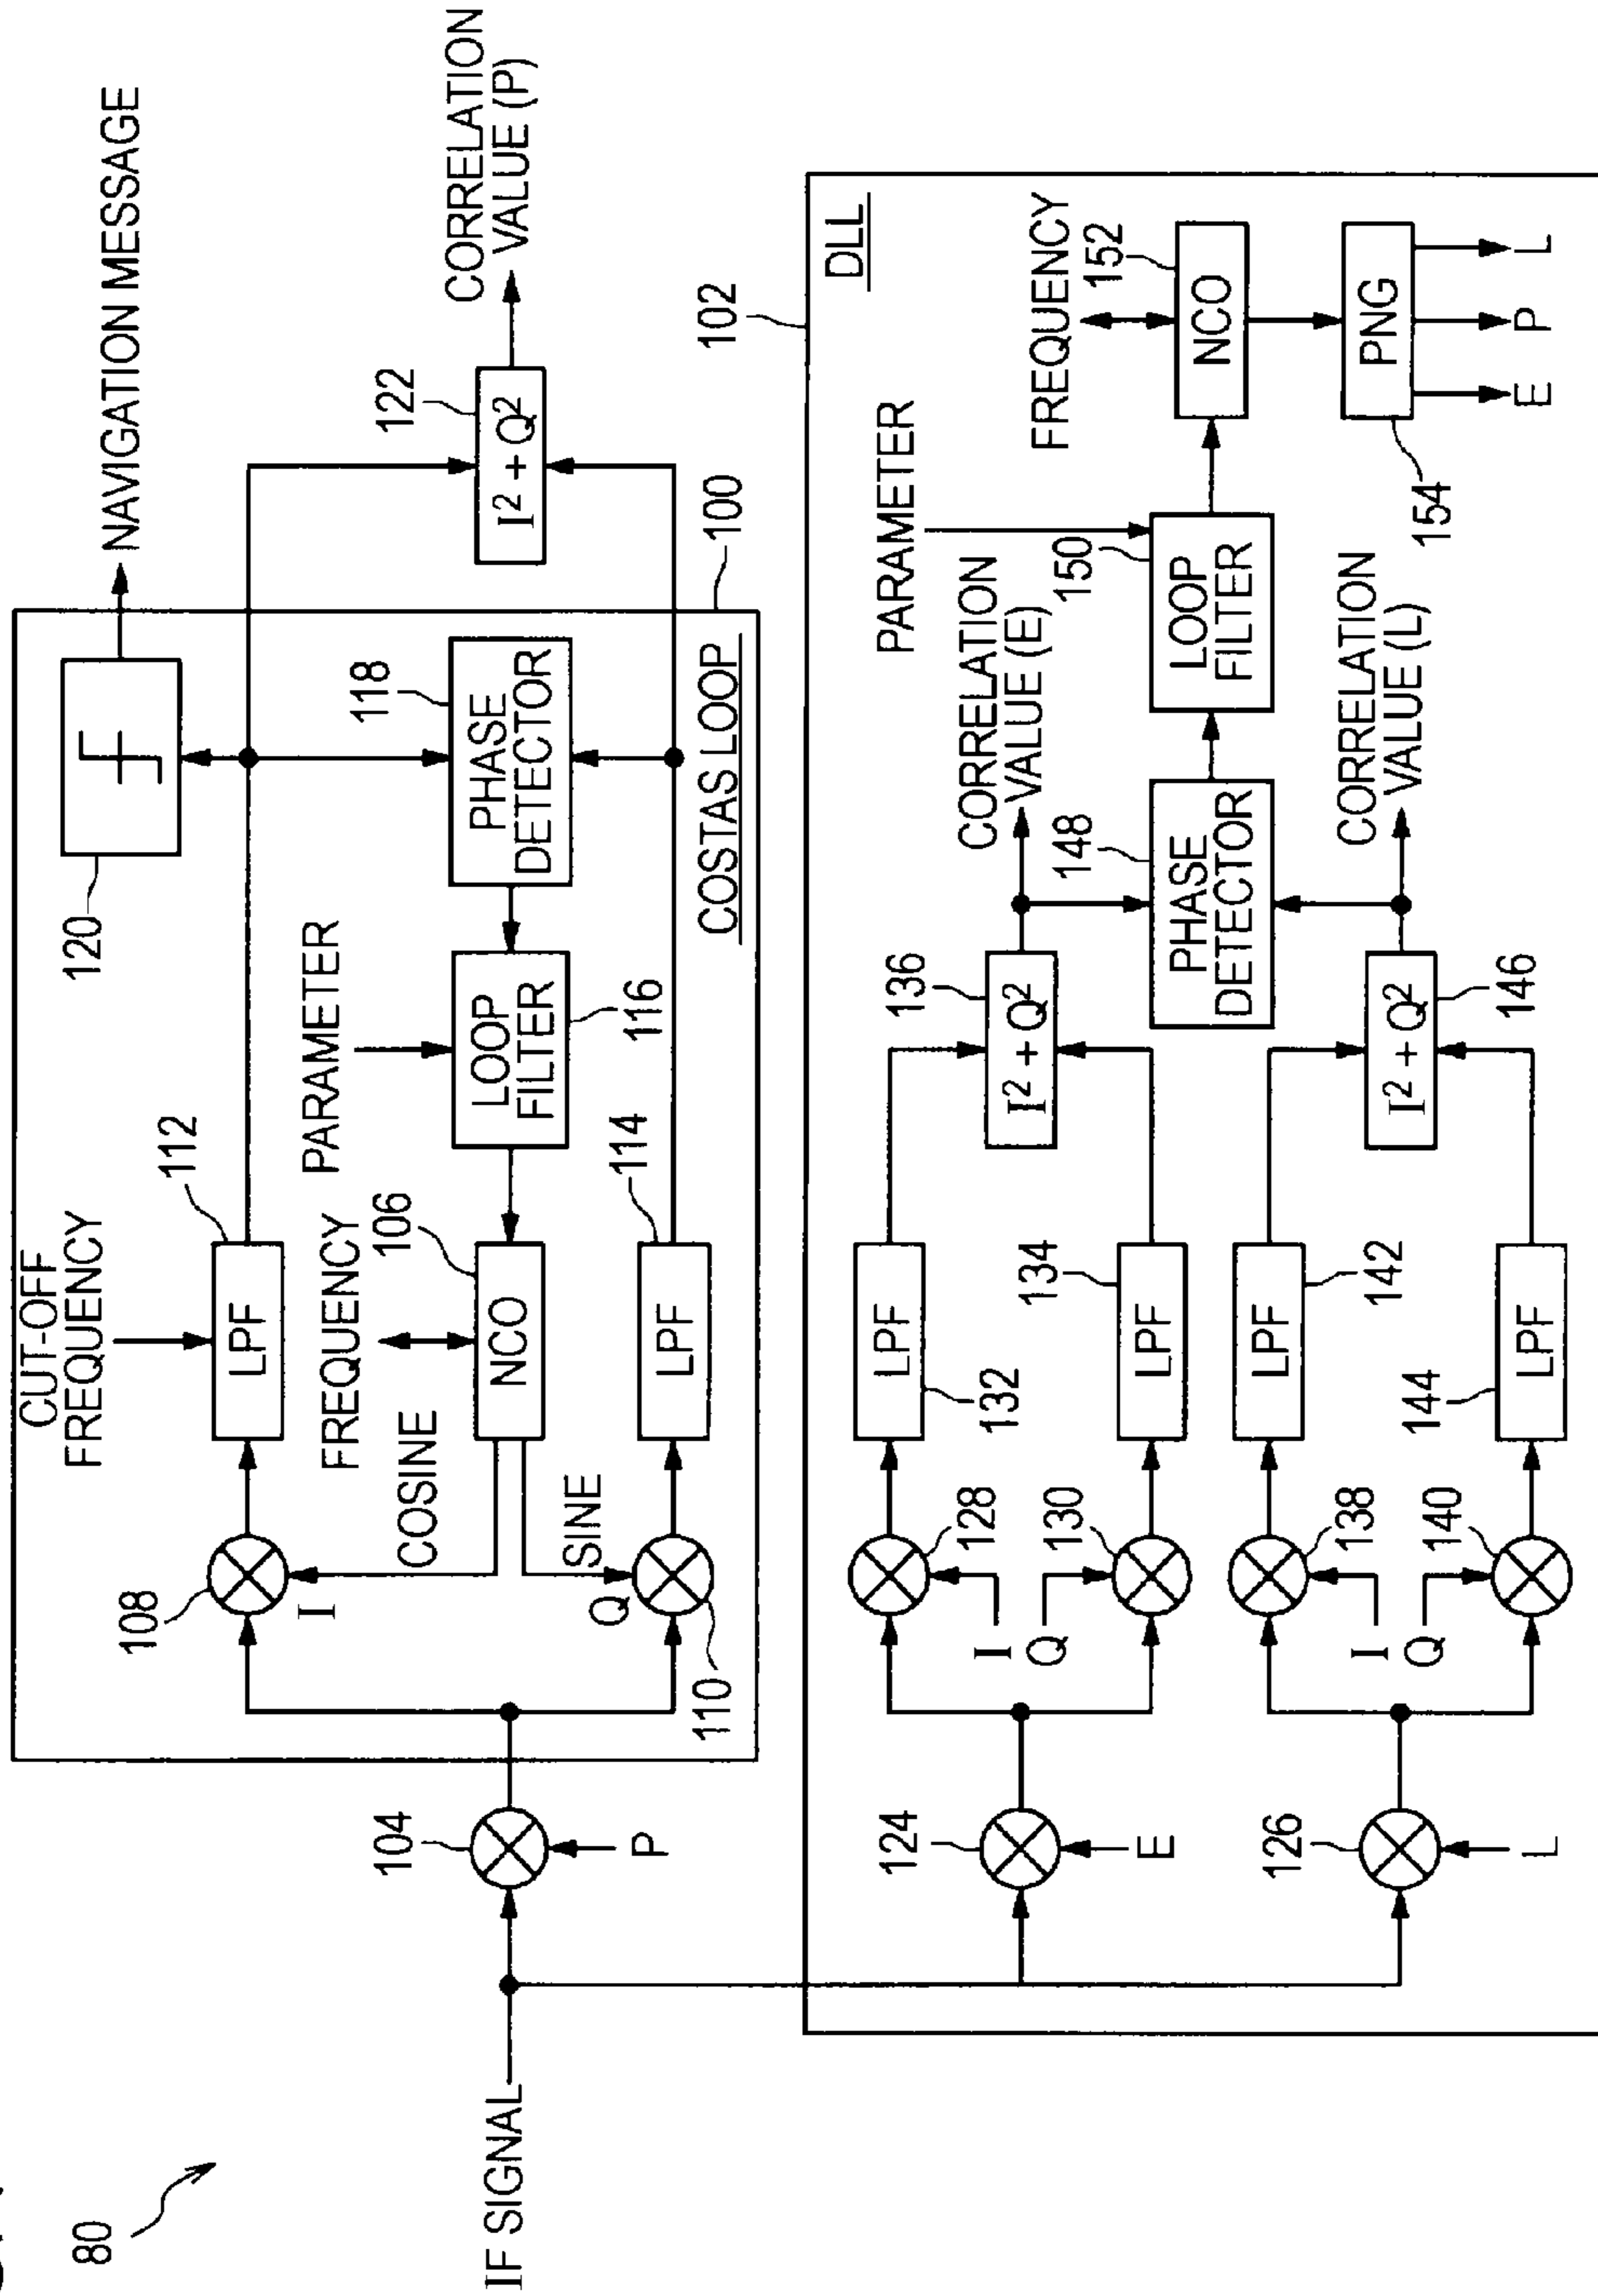 80
IF SIGNAL
104
P
108
I
Q
110
COSINE
SINE
CUT-OFF
FREQUENCY
112
LPF
FREQUENCY
106
NCO
LPF
114
PARAMETER
LOOP
FILTER
116
120
118
PHASE
DETECTOR
COSTAS LOOP
100
NAVIGATION MESSAGE
122
I² + Q²
CORRELATION
VALUE (P)
102
DLL
124
E
126
L
128
I
Q
130
138
I
Q
140
LPF
132
134
LPF
LPF
142
144
LPF
136
I² + Q²
I² + Q²
146
CORRELATION
VALUE (E)
148
PHASE
DETECTOR
CORRELATION
VALUE (L)
PARAMETER
150
LOOP
FILTER
FREQUENCY
152
NCO
PNG
154
E
P
L